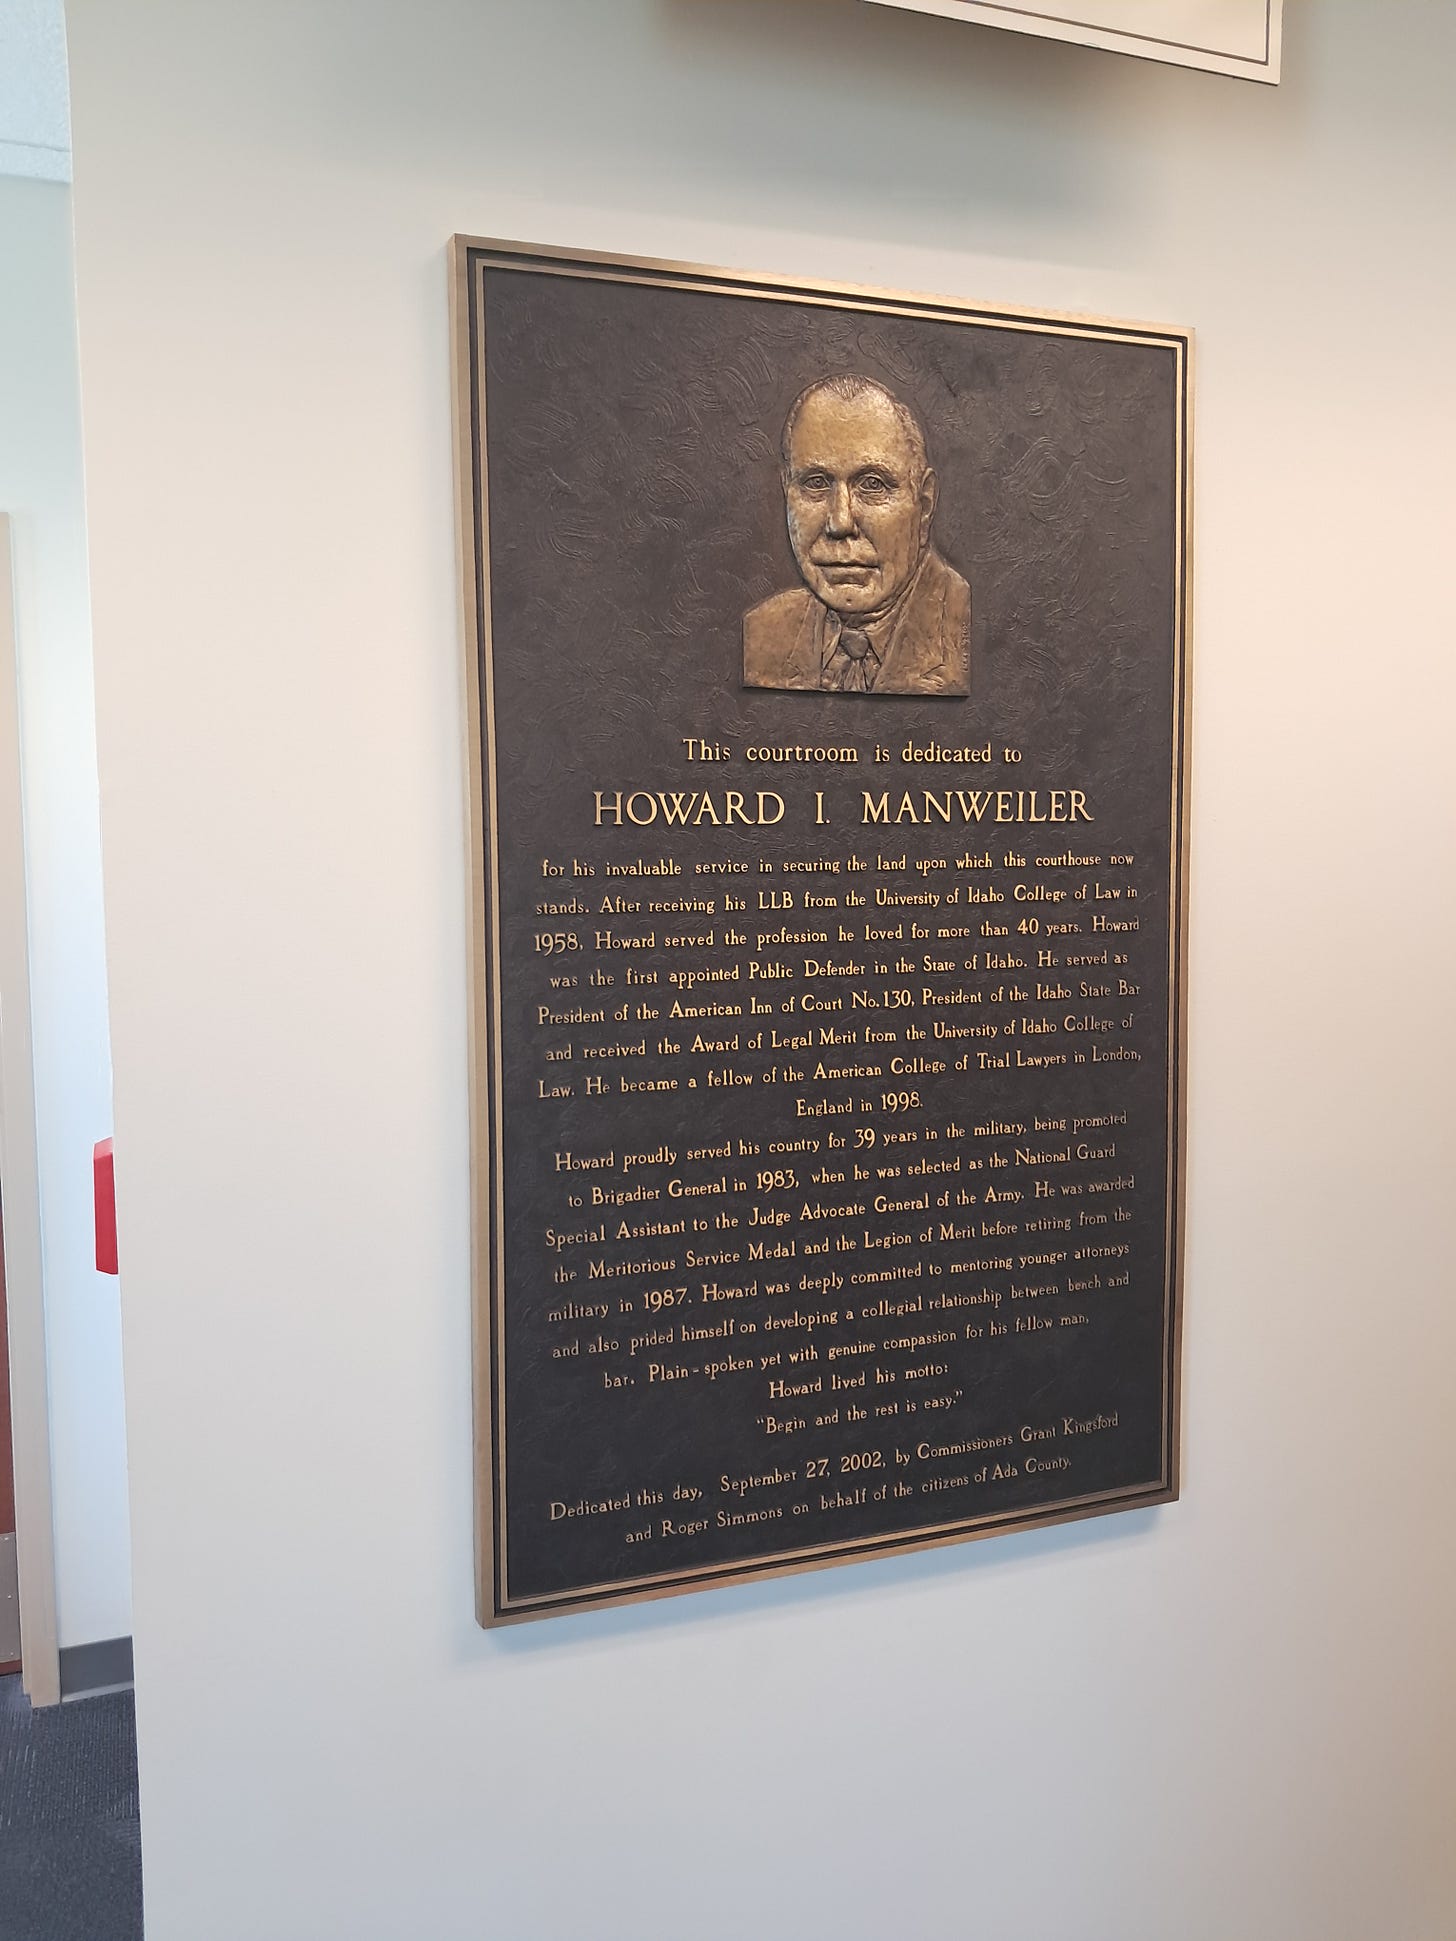 This courtroom is dedicated to
HOWARD I. MANWEILER
for his invaluable service in securing the land upon which this courthouse now
stands. After receiving his LLB from the University of Idaho College of Law in
1958, Howard served the profession he loved for more than 40 years. Howard
was the first appointed Public Defender in the State of Idaho. He served as
President of the American Inn of Court No. 130, President of the Idaho State Bar
and received the Award of Legal Merit from the University of Idaho College of
Law. He became a fellow of the American College of Trial Lawyers in London,
England in 1998.
Howard proudly served his country for 39 years in the military, being promoted
to Brigadier General in 1983, when he was selected as the National Guard
Special Assistant to the Judge Advocate General of the Army. He was awarded
the Meritorious Service Medal and the Legion of Merit before retiring from the
military in 1987. Howard was deeply committed to mentoring younger attorneys
and also prided himself on developing a collegial relationship between bench and
bar. Plain-spoken yet with genuine compassion for his fellow man,
Howard lived his motto:
"Begin and the rest is easy."
Dedicated this day, September 27, 2002, by Commissioners Grant Kingsford
and Roger Simmons on behalf of the citizens of Ada County.